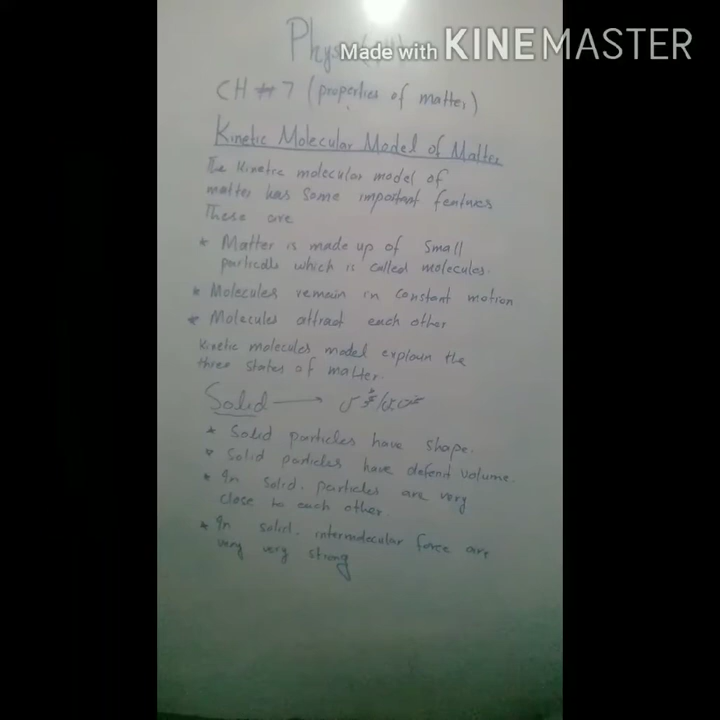 Physics
Made with KINEMASTER
CH # 7 (properties of matter)
Kinetic Molecular Model of Matter
The Kinetic molecular model of
matter has some important features
These are
* Matter is made up of small
particals which is called molecules.
* Molecules remain in constant motion
* Molecules attract each other
Kinetic molecules model explain the
three states of matter.
Solid →
* Solid particles have shape.
* Solid particles have defend volume.
* In solid. particles are very
close to each other.
* In solid. intermolocular force are
very very strong